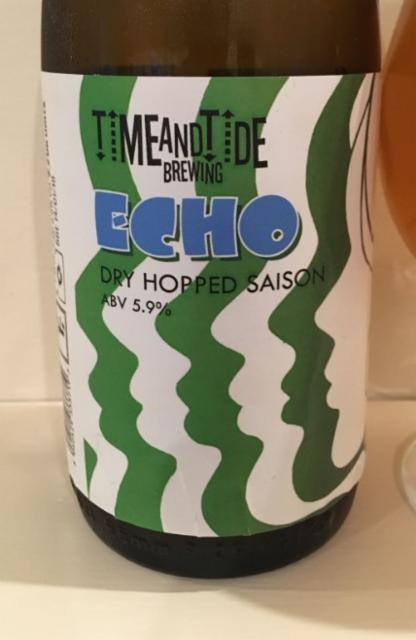 TIMEANDTIDE
BREWING
ECHO
DRY HOPPED SAISON
ABV 5.9%